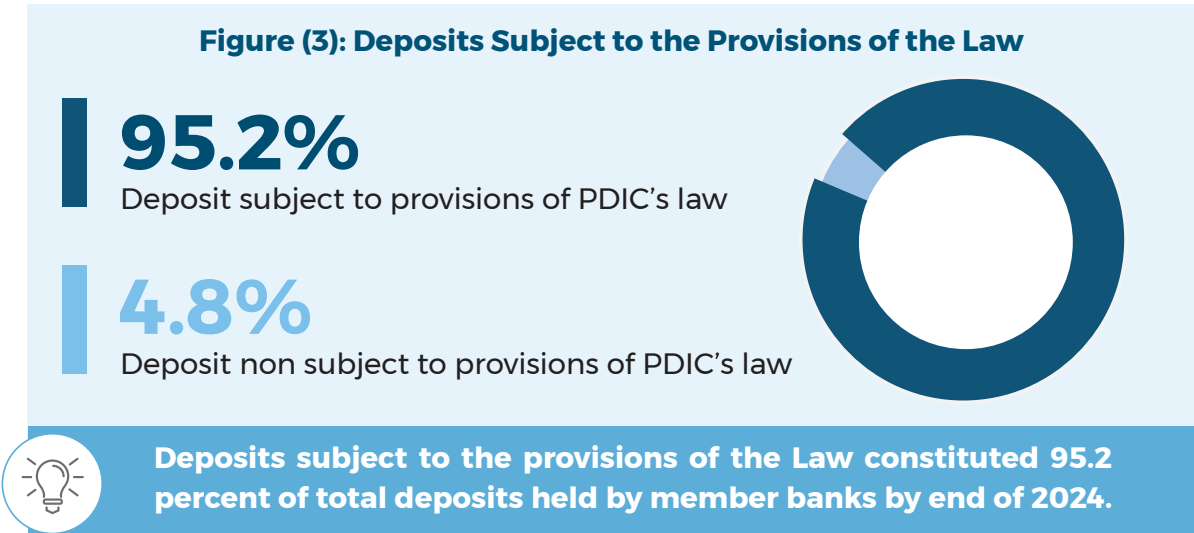 Figure (3): Deposits Subject to the Provisions of the Law
95.2%
Deposit subject to provisions of PDIC’s law
4.8%
Deposit non subject to provisions of PDIC’s law
Deposits subject to the provisions of the Law constituted 95.2
percent of total deposits held by member banks by end of 2024.